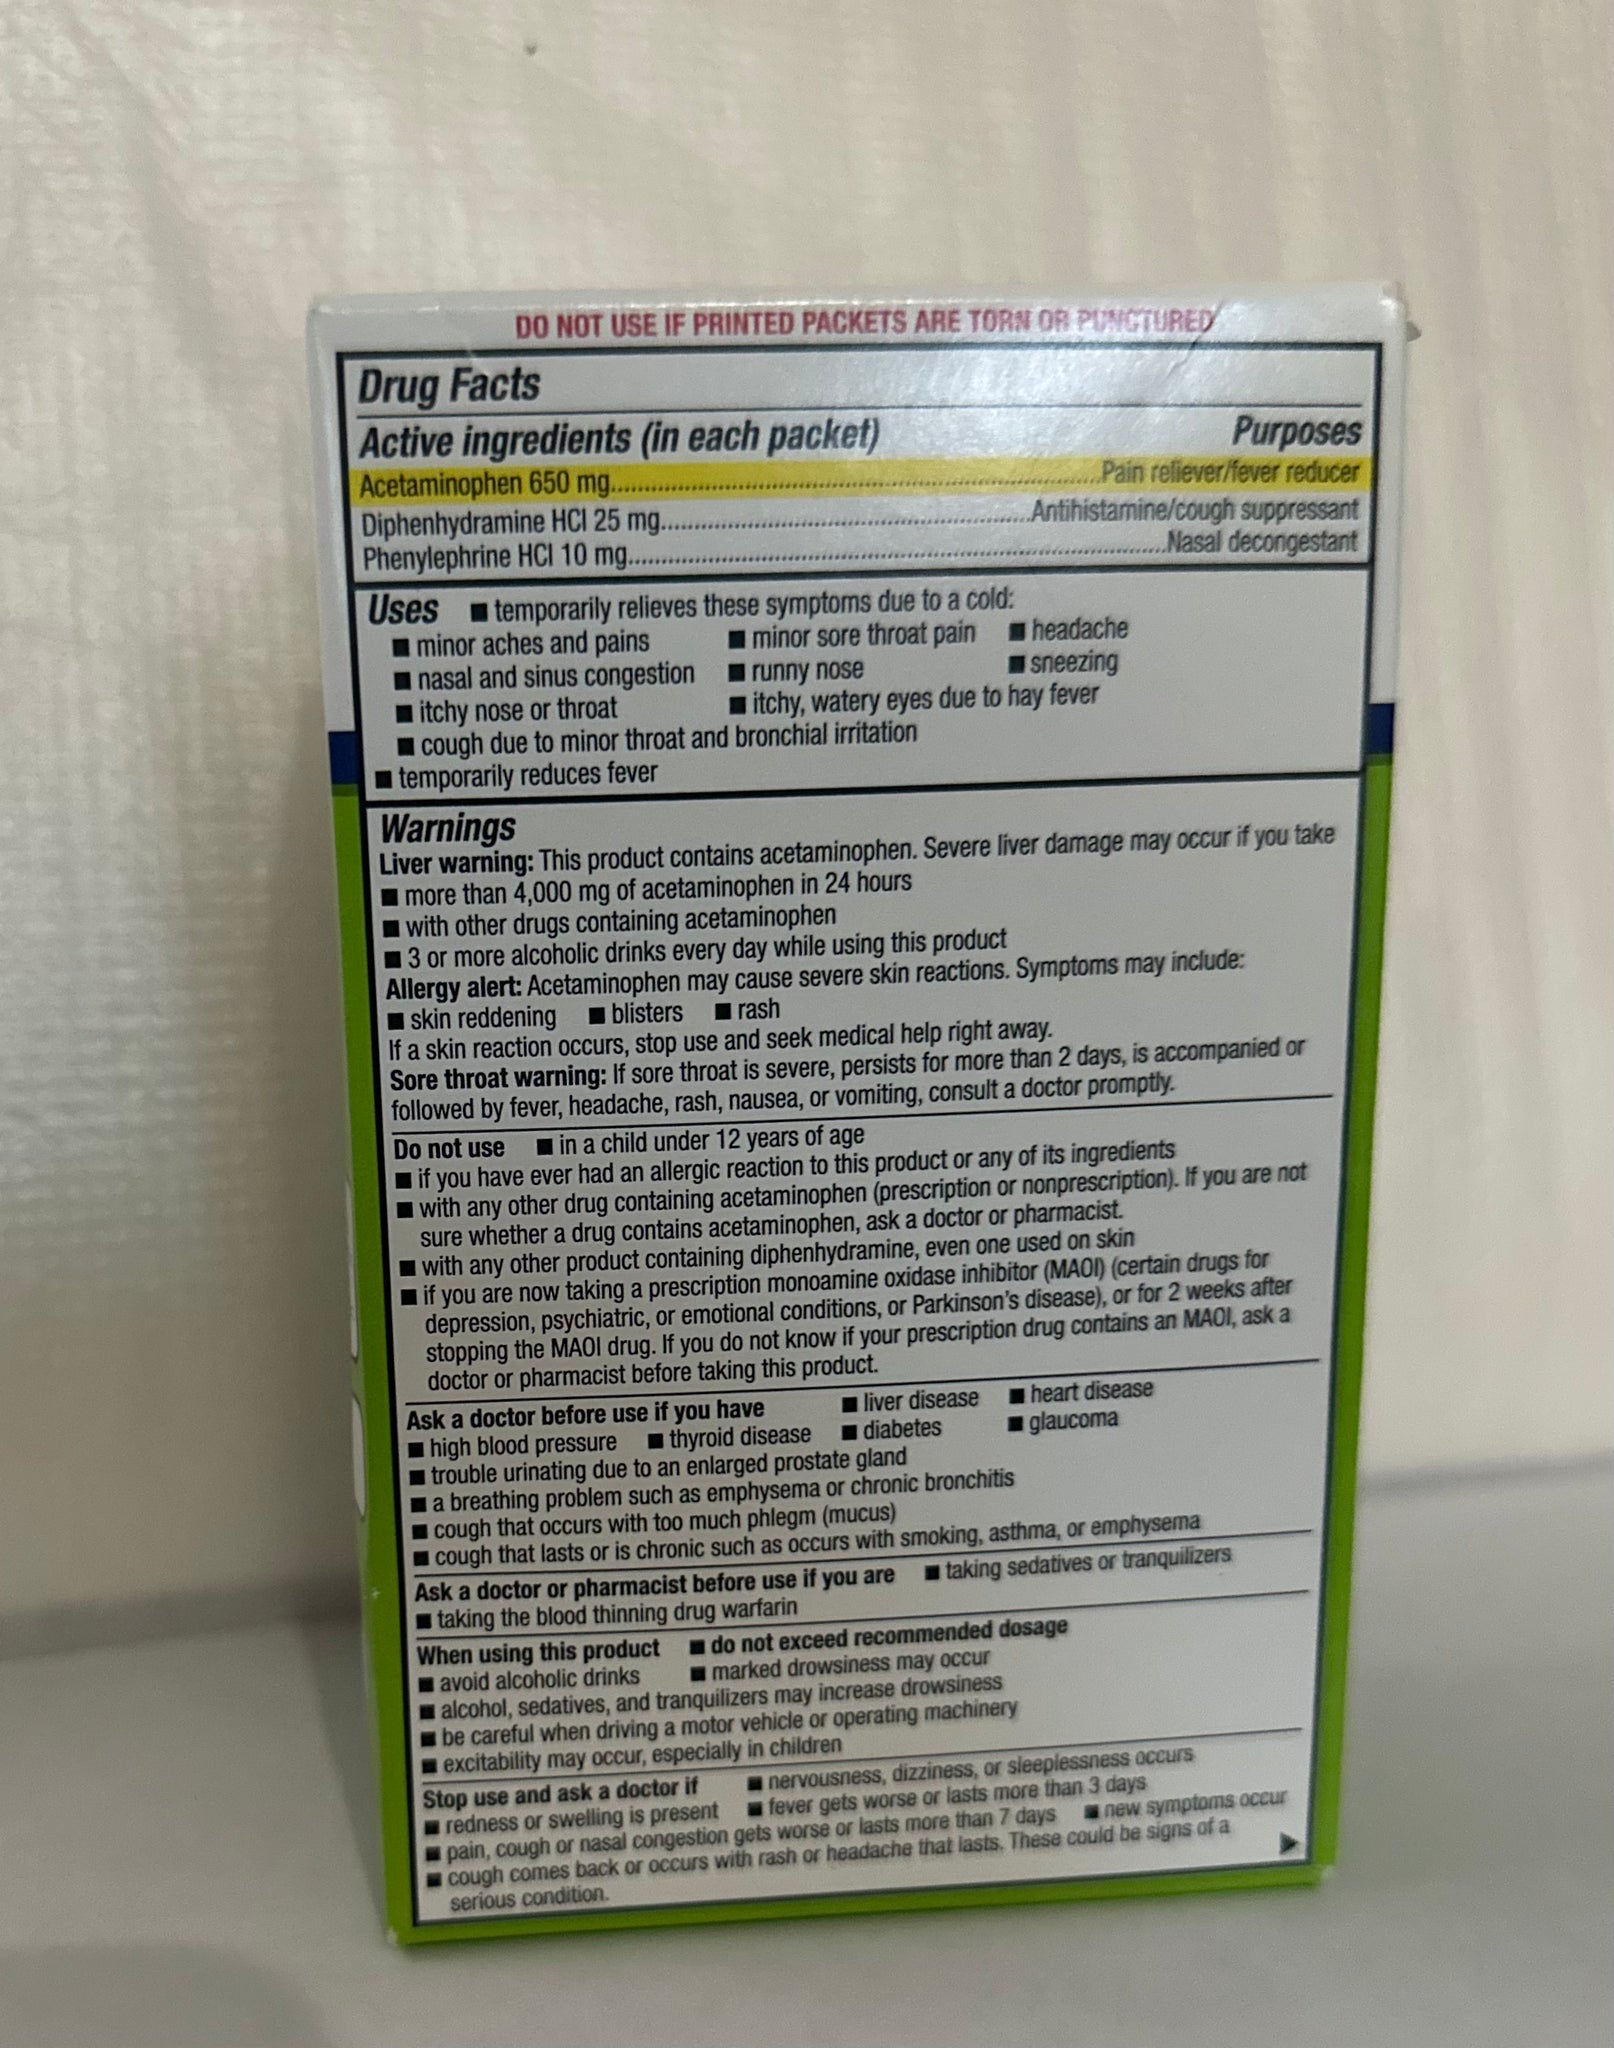 DO NOT USE IF PRINTED PACKETS ARE TORN OR PUNCTURED
Drug Facts
Active ingredients (in each packet) Purposes
Acetaminophen 650 mg..........Pain reliever/fever reducer
Diphenhydramine HCl 25 mg..........Antihistamine/cough suppressant
Phenylephrine HCl 10 mg..........Nasal decongestant
Uses ■ temporarily relieves these symptoms due to a cold:
■ minor aches and pains ■ minor sore throat pain ■ headache
■ nasal and sinus congestion ■ runny nose ■ sneezing
■ itchy nose or throat ■ itchy, watery eyes due to hay fever
■ cough due to minor throat and bronchial irritation
■ temporarily reduces fever
Warnings
Liver warning: This product contains acetaminophen. Severe liver damage may occur if you take
■ more than 4,000 mg of acetaminophen in 24 hours
■ with other drugs containing acetaminophen
■ 3 or more alcoholic drinks every day while using this product
Allergy alert: Acetaminophen may cause severe skin reactions. Symptoms may include:
■ skin reddening ■ blisters ■ rash
If a skin reaction occurs, stop use and seek medical help right away.
Sore throat warning: If sore throat is severe, persists for more than 2 days, is accompanied or
followed by fever, headache, rash, nausea, or vomiting, consult a doctor promptly.
Do not use ■ in a child under 12 years of age
■ if you have ever had an allergic reaction to this product or any of its ingredients
■ with any other drug containing acetaminophen (prescription or nonprescription). If you are not
sure whether a drug contains acetaminophen, ask a doctor or pharmacist.
■ with any other product containing diphenhydramine, even one used on skin
■ if you are now taking a prescription monoamine oxidase inhibitor (MAOI) (certain drugs for
depression, psychiatric, or emotional conditions, or Parkinson's disease), or for 2 weeks after
stopping the MAOI drug. If you do not know if your prescription drug contains an MAOI, ask a
doctor or pharmacist before taking this product.
Ask a doctor before use if you have ■ liver disease ■ heart disease
■ high blood pressure ■ thyroid disease ■ diabetes ■ glaucoma
■ trouble urinating due to an enlarged prostate gland
■ a breathing problem such as emphysema or chronic bronchitis
■ cough that occurs with too much phlegm (mucus)
■ cough that lasts or is chronic such as occurs with smoking, asthma, or emphysema
Ask a doctor or pharmacist before use if you are ■ taking sedatives or tranquilizers
■ taking the blood thinning drug warfarin
When using this product ■ do not exceed recommended dosage
■ avoid alcoholic drinks ■ marked drowsiness may occur
■ alcohol, sedatives, and tranquilizers may increase drowsiness
■ be careful when driving a motor vehicle or operating machinery
■ excitability may occur, especially in children
Stop use and ask a doctor if ■ nervousness, dizziness, or sleeplessness occurs
■ redness or swelling is present ■ fever gets worse or lasts more than 3 days
■ pain, cough or nasal congestion gets worse or lasts more than 7 days ■ new symptoms occur
■ cough comes back or occurs with rash or headache that lasts. These could be signs of a
serious condition.